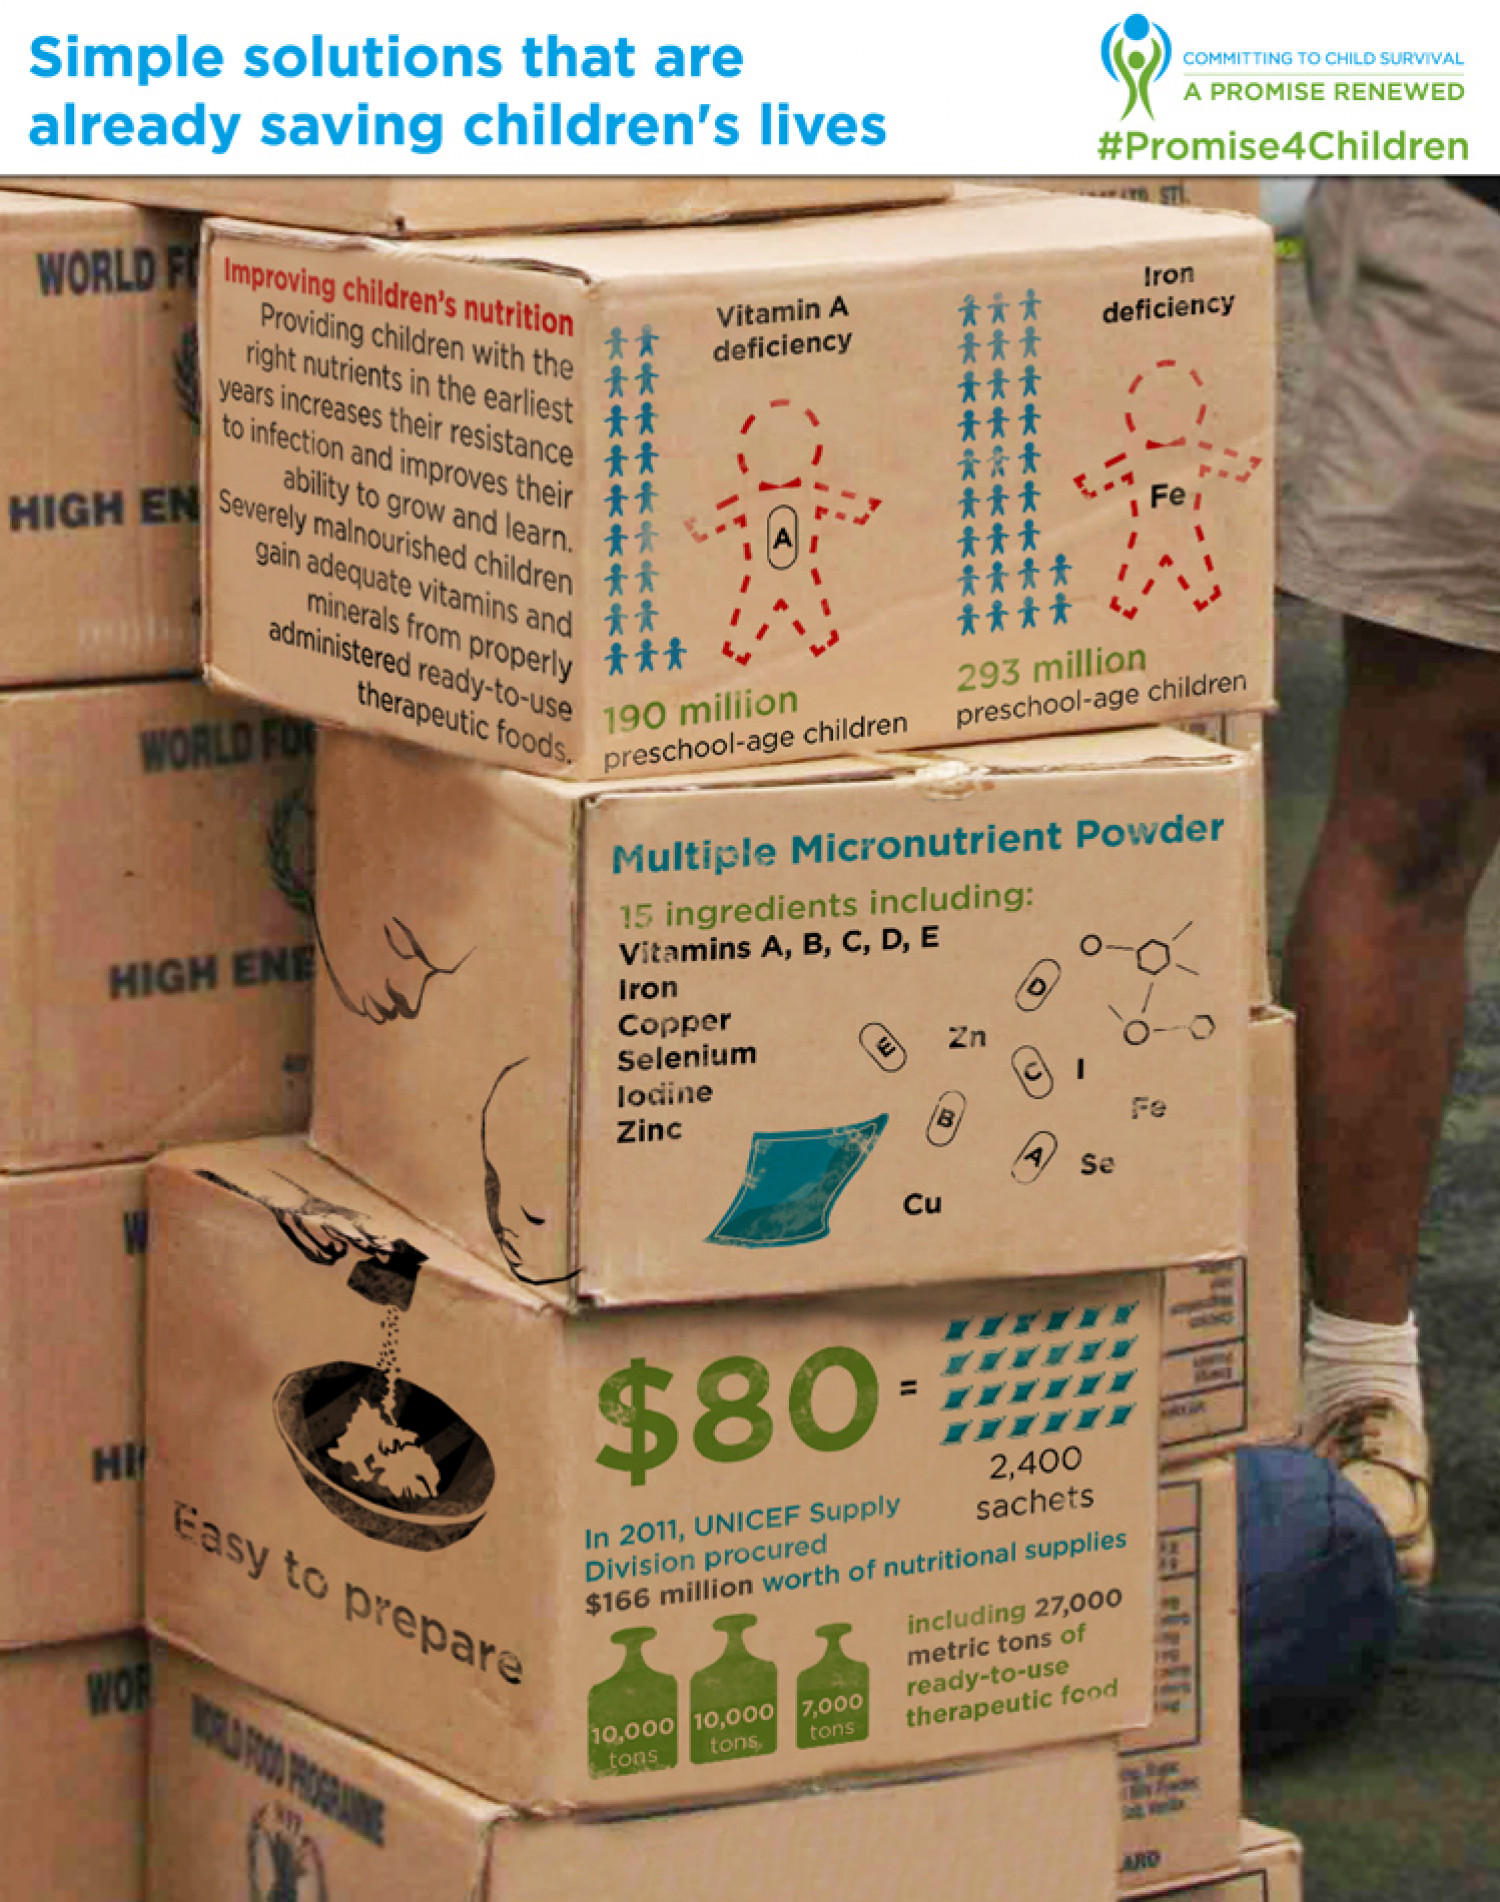 Simple solutions that are
already saving children's lives
COMMITTING TO CHILD SURVIVAL
A PROMISE RENEWED
#Promise4Children
WORLD
HIGH EN
Improving children's nutrition
Providing children with the
right nutrients in the earliest
years increases their resistance
to infection and improves their
ability to grow and learn.
Severely malnourished children
gain adequate vitamins and
minerals from properly
administered ready-to-use
therapeutic foods.
Vitamin A
deficiency
A
190 million
preschool-age children
Iron
deficiency
Fe
293 million
preschool-age children
WORLD FO
HIGH ENE
Multiple Micronutrient Powder
15 ingredients including:
Vitamins A, B, C, D, E
Iron
Copper
Selenium
Iodine
Zinc
O
D
O
O
E
Zn
C
I
B
Fe
A
Se
Cu
W
HI
Easy to prepare
$80 =
2,400
sachets
In 2011, UNICEF Supply
Division procured
$166 million worth of nutritional supplies
10,000
tons
10,000
tons
7,000
tons
including 27,000
metric tons of
ready-to-use
therapeutic food
WOR
WORLD FOOD PROGRAMME